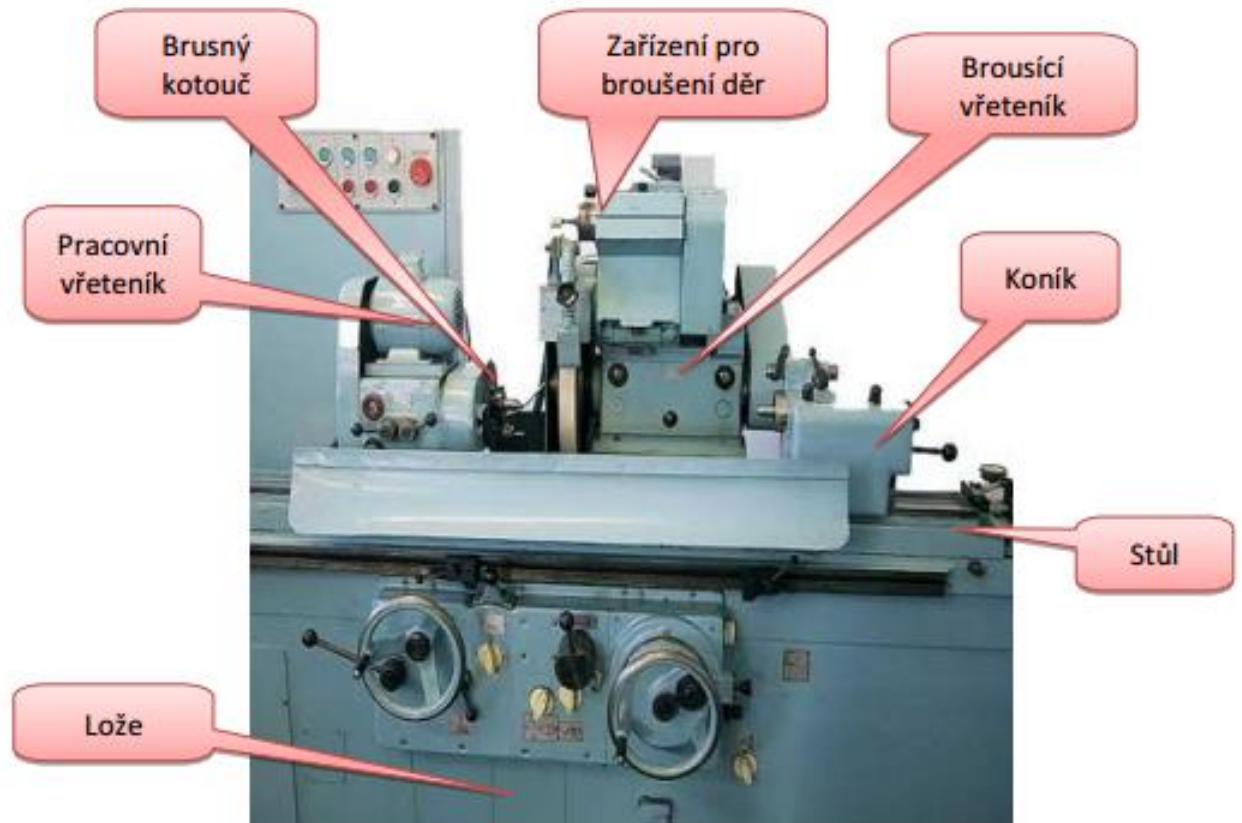 Brusný
kotouč
Zařízení pro
broušení děr
Brousící
vřeteník
Pracovní
vřeteník
Koník
Stůl
Lože